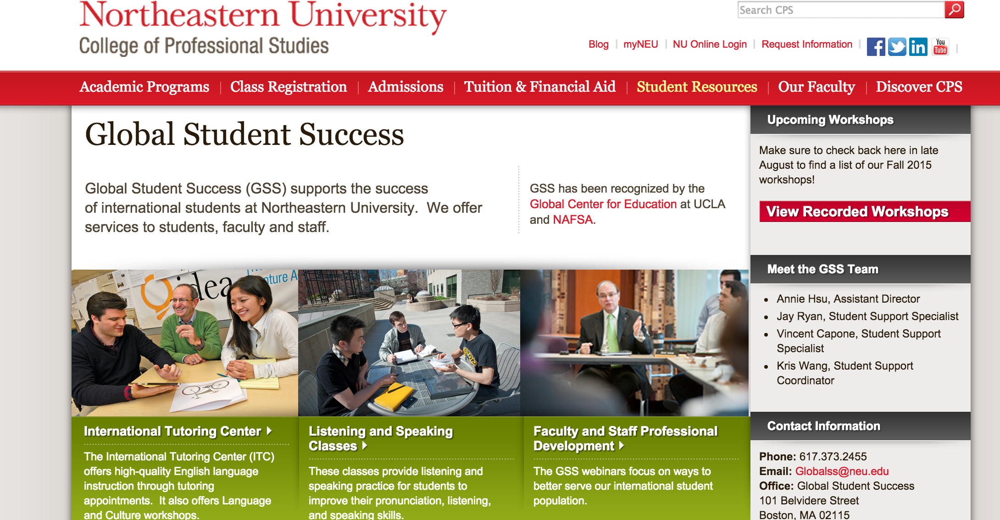 Northeastern University
College of Professional Studies
Search CPS
Blog | myNEU | NU Online Login | Request Information |
You
Tube
Academic Programs | Class Registration | Admissions | Tuition & Financial Aid | Student Resources | Our Faculty | Discover CPS
Global Student Success
Global Student Success (GSS) supports the success
of international students at Northeastern University. We offer
services to students, faculty and staff.
GSS has been recognized by the
Global Center for Education at UCLA
and NAFSA.
idea
nture A
International Tutoring Center
The International Tutoring Center (ITC)
offers high-quality English language
instruction through tutoring
appointments. It also offers Language
and Culture workshops.
Listening and Speaking
Classes
These classes provide listening and
speaking practice for students to
improve their pronunciation, listening,
and speaking skills.
Faculty and Staff Professional
Development
The GSS webinars focus on ways to
better serve our international student
population.
Upcoming Workshops
Make sure to check back here in late
August to find a list of our Fall 2015
workshops!
View Recorded Workshops
Meet the GSS Team
• Annie Hsu, Assistant Director
• Jay Ryan, Student Support Specialist
• Vincent Capone, Student Support
Specialist
• Kris Wang, Student Support
Coordinator
Contact Information
Phone: 617.373.2455
Email: Globalss@neu.edu
Office: Global Student Success
101 Belvidere Street
Boston, MA 02115